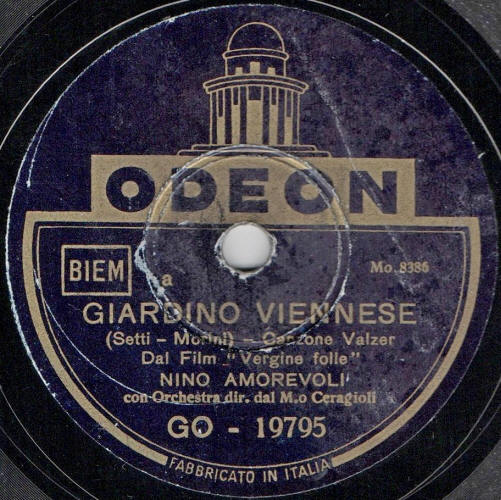 ODEON
BIEM
a
Mo. 8386
GIARDINO VIENNESE
(Setti - Morini) - Canzone Valzer
Dal Film "Vergine folle"
NINO AMOREVOLI
con Orchestra dir. dal M.o Ceragioli
GO - 19795
FABBRICATO IN ITALIA